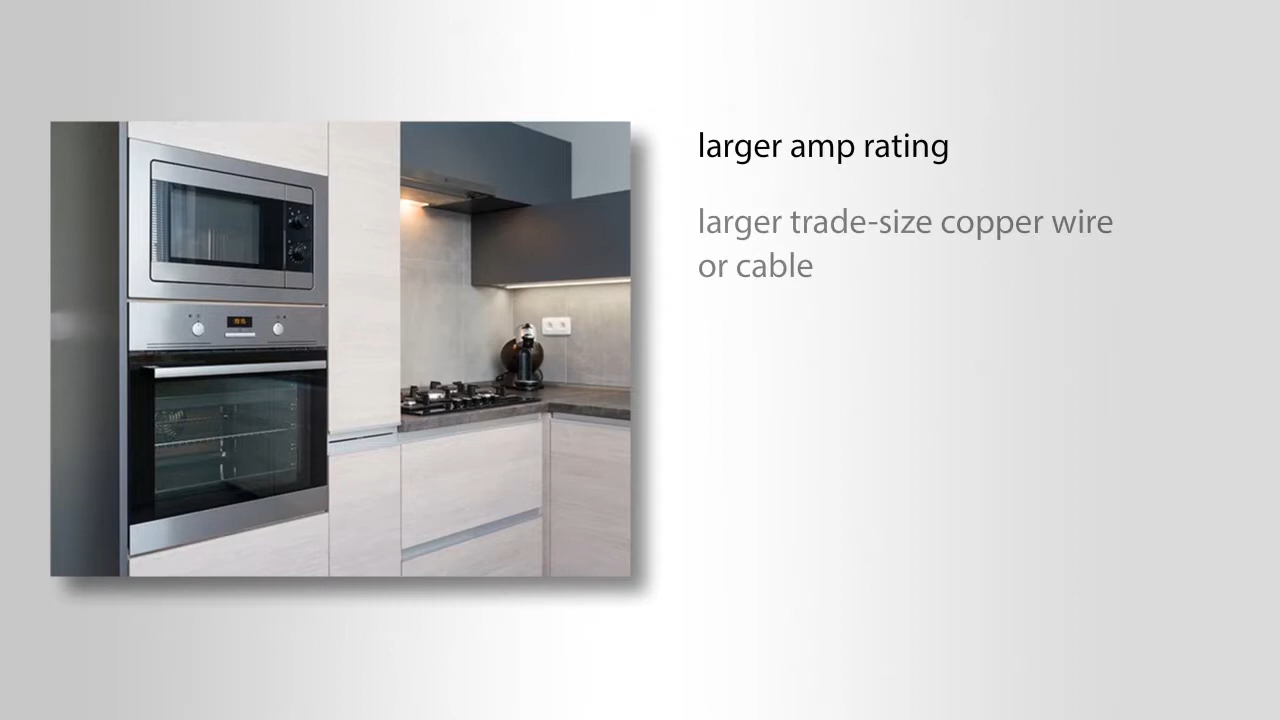 larger amp rating
larger trade-size copper wire
or cable